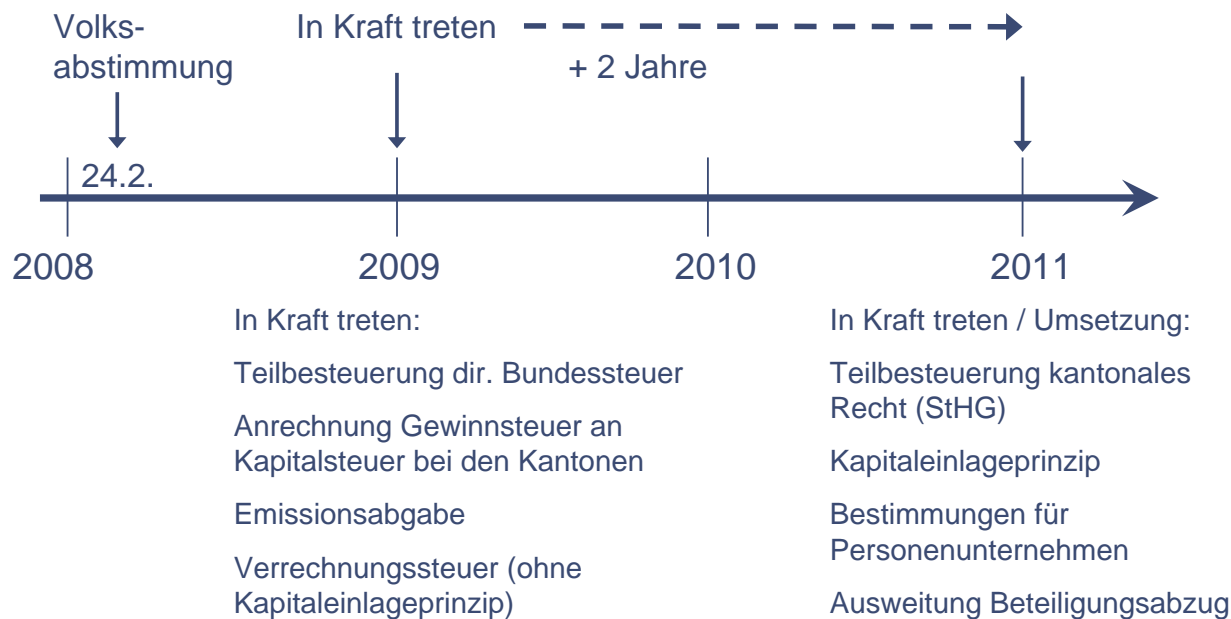 Volks-
abstimmung
In Kraft treten
+ 2 Jahre
24.2.
2008
2009
2010
2011
In Kraft treten:
Teilbesteuerung dir. Bundessteuer
Anrechnung Gewinnsteuer an
Kapitalsteuer bei den Kantonen
Emissionsabgabe
Verrechnungssteuer (ohne
Kapitaleinlageprinzip)
In Kraft treten / Umsetzung:
Teilbesteuerung kantonales
Recht (StHG)
Kapitaleinlageprinzip
Bestimmungen für
Personenunternehmen
Ausweitung Beteiligungsabzug